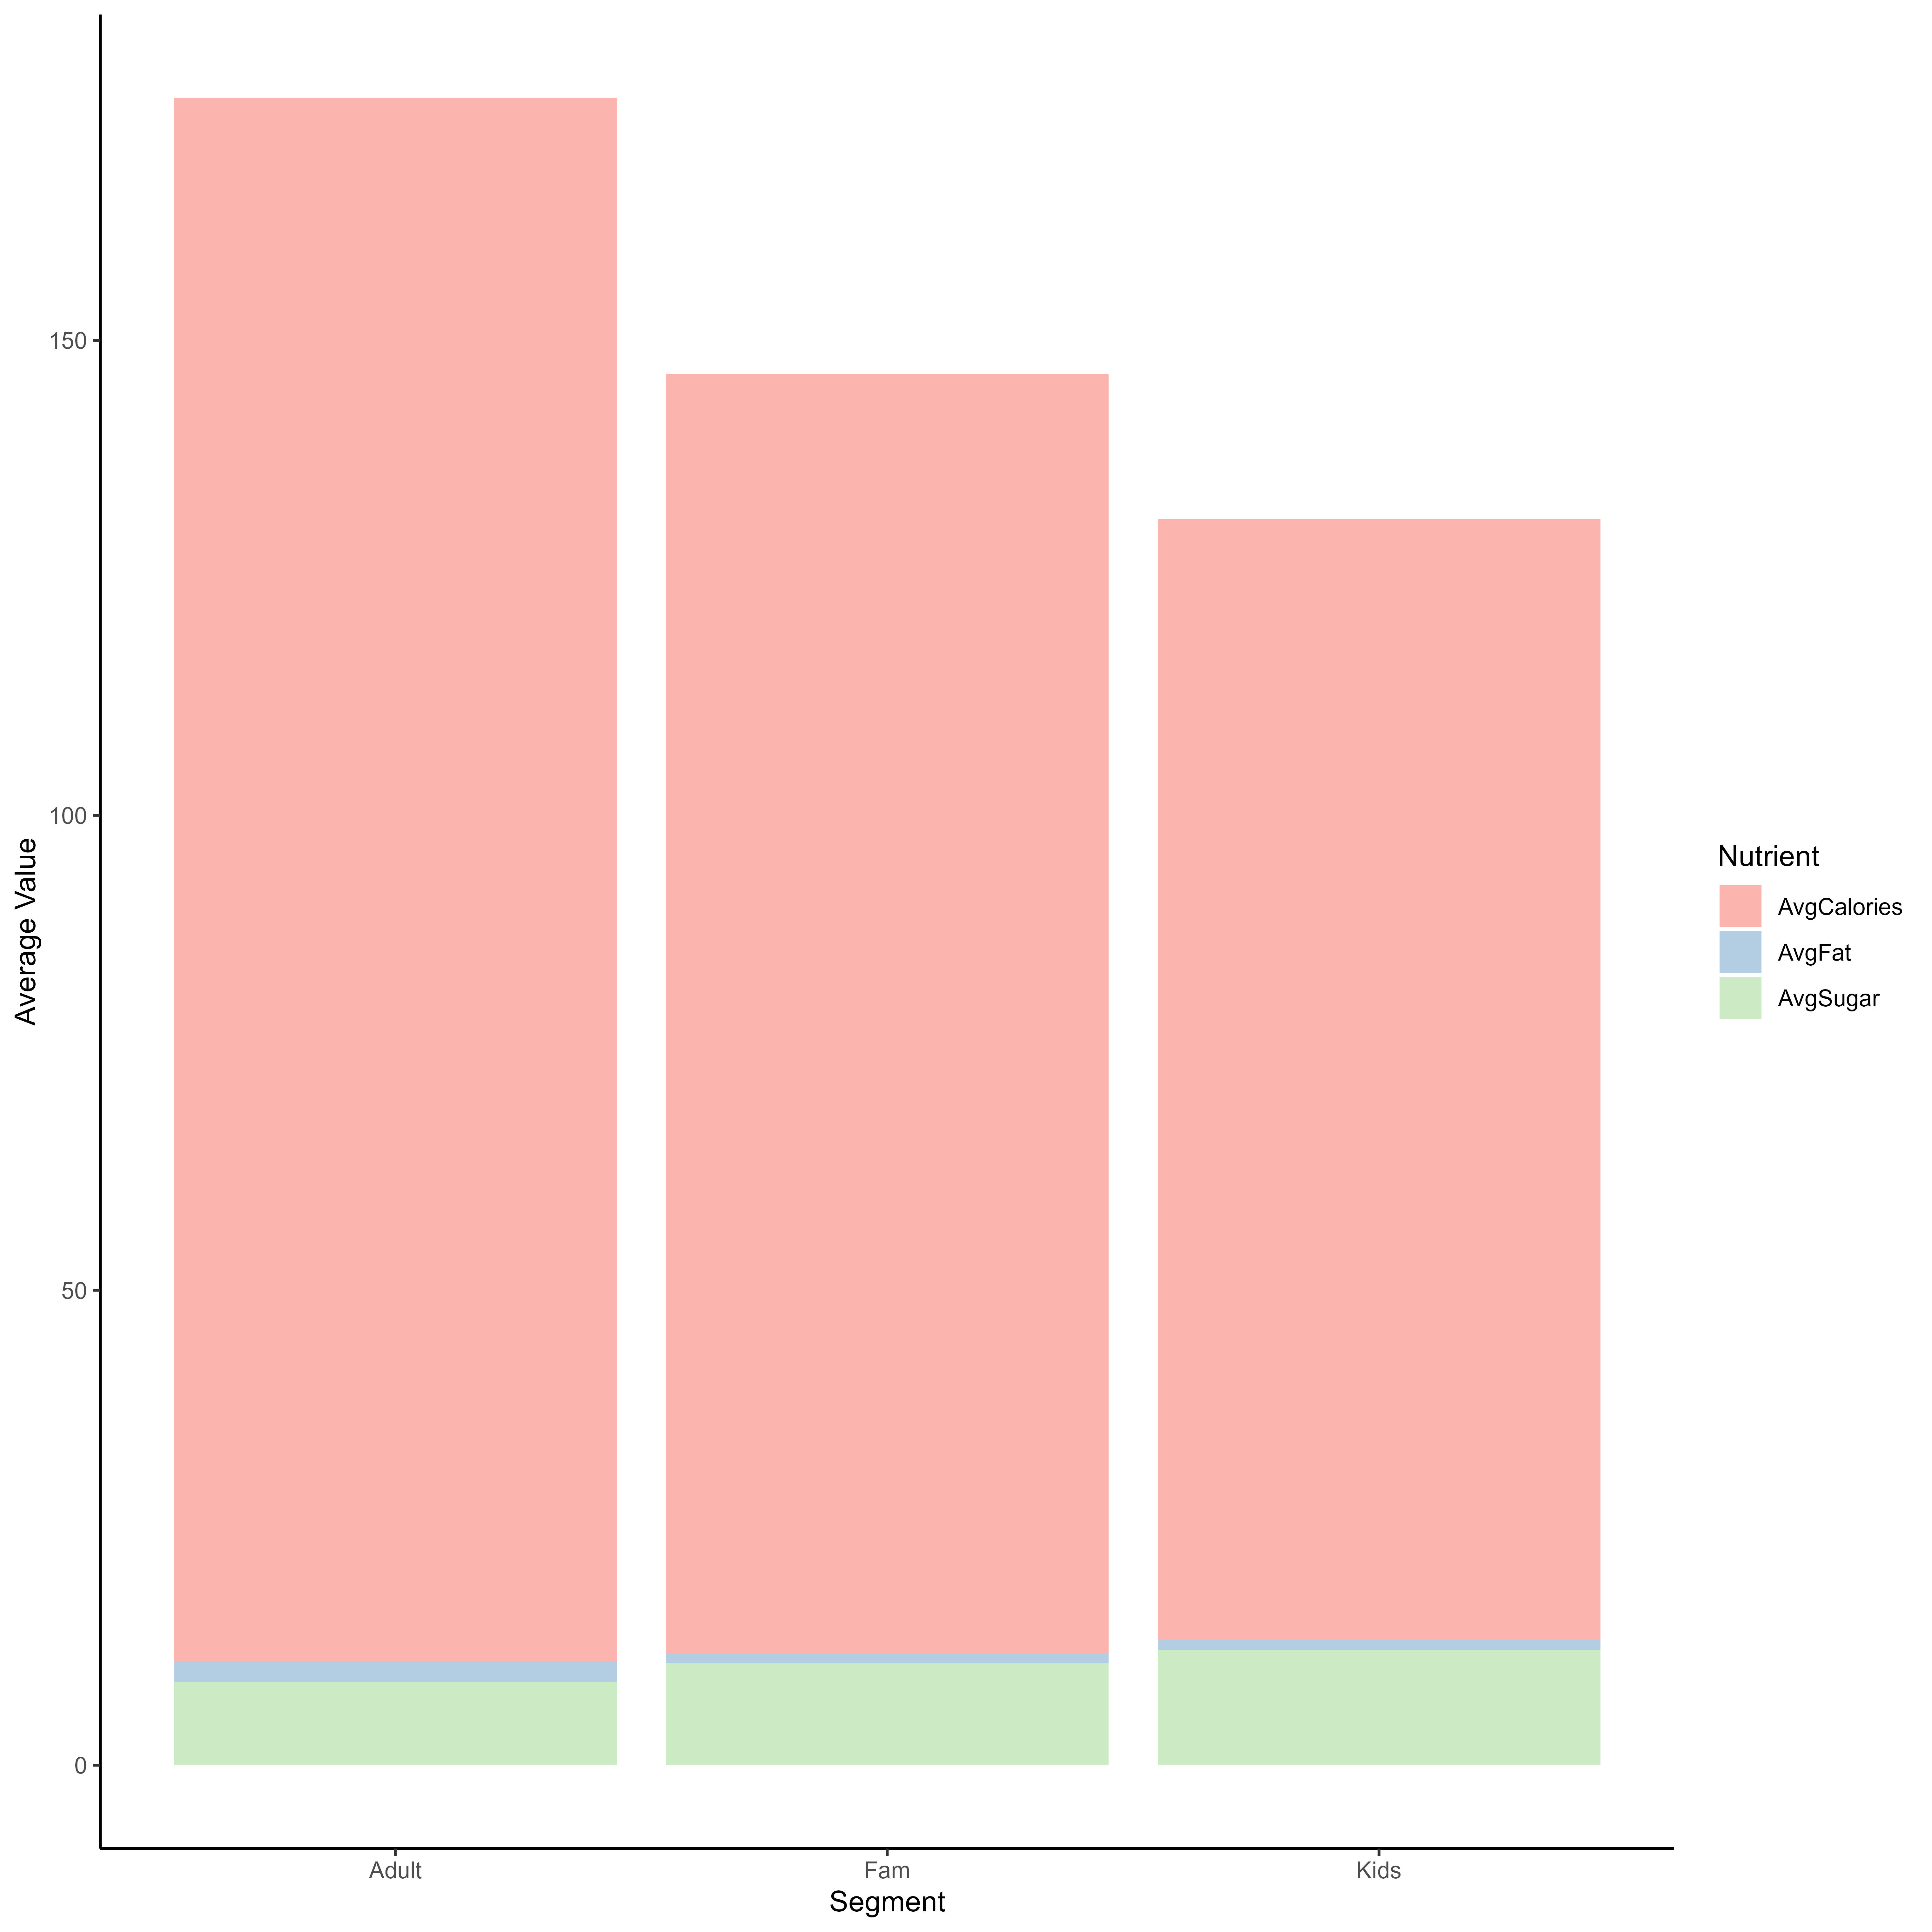 150
100
50
0
Average Value
Adult
Fam
Kids
Segment
Nutrient
AvgCalories
AvgFat
AvgSugar